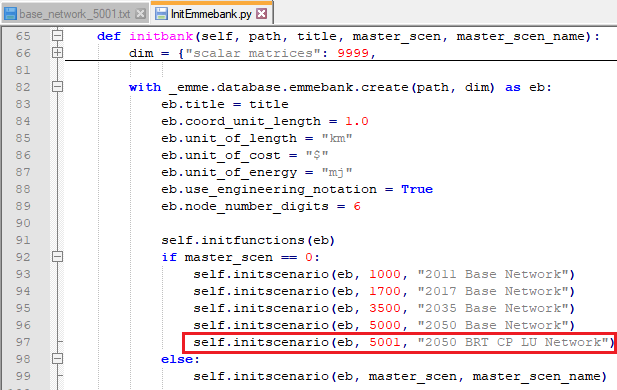 base_network_5001.txt InitEmmebank.py
65 def initbank(self, path, title, master_scen, master_scen_name):
66 dim = {"scalar matrices": 9999,
81
82 with _emme.database.emmebank.create(path, dim) as eb:
83 eb.title = title
84 eb.coord_unit_length = 1.0
85 eb.unit_of_length = "km"
86 eb.unit_of_cost = "$"
87 eb.unit_of_energy = "mj"
88 eb.use_engineering_notation = True
89 eb.node_number_digits = 6
90
91 self.initfunctions(eb)
92 if master_scen == 0:
93 self.initscenario(eb, 1000, "2011 Base Network")
94 self.initscenario(eb, 1700, "2017 Base Network")
95 self.initscenario(eb, 3500, "2035 Base Network")
96 self.initscenario(eb, 5000, "2050 Base Network")
97 self.initscenario(eb, 5001, "2050 BRT CP LU Network")
98 else:
99 self.initscenario(eb, master_scen, master_scen_name)